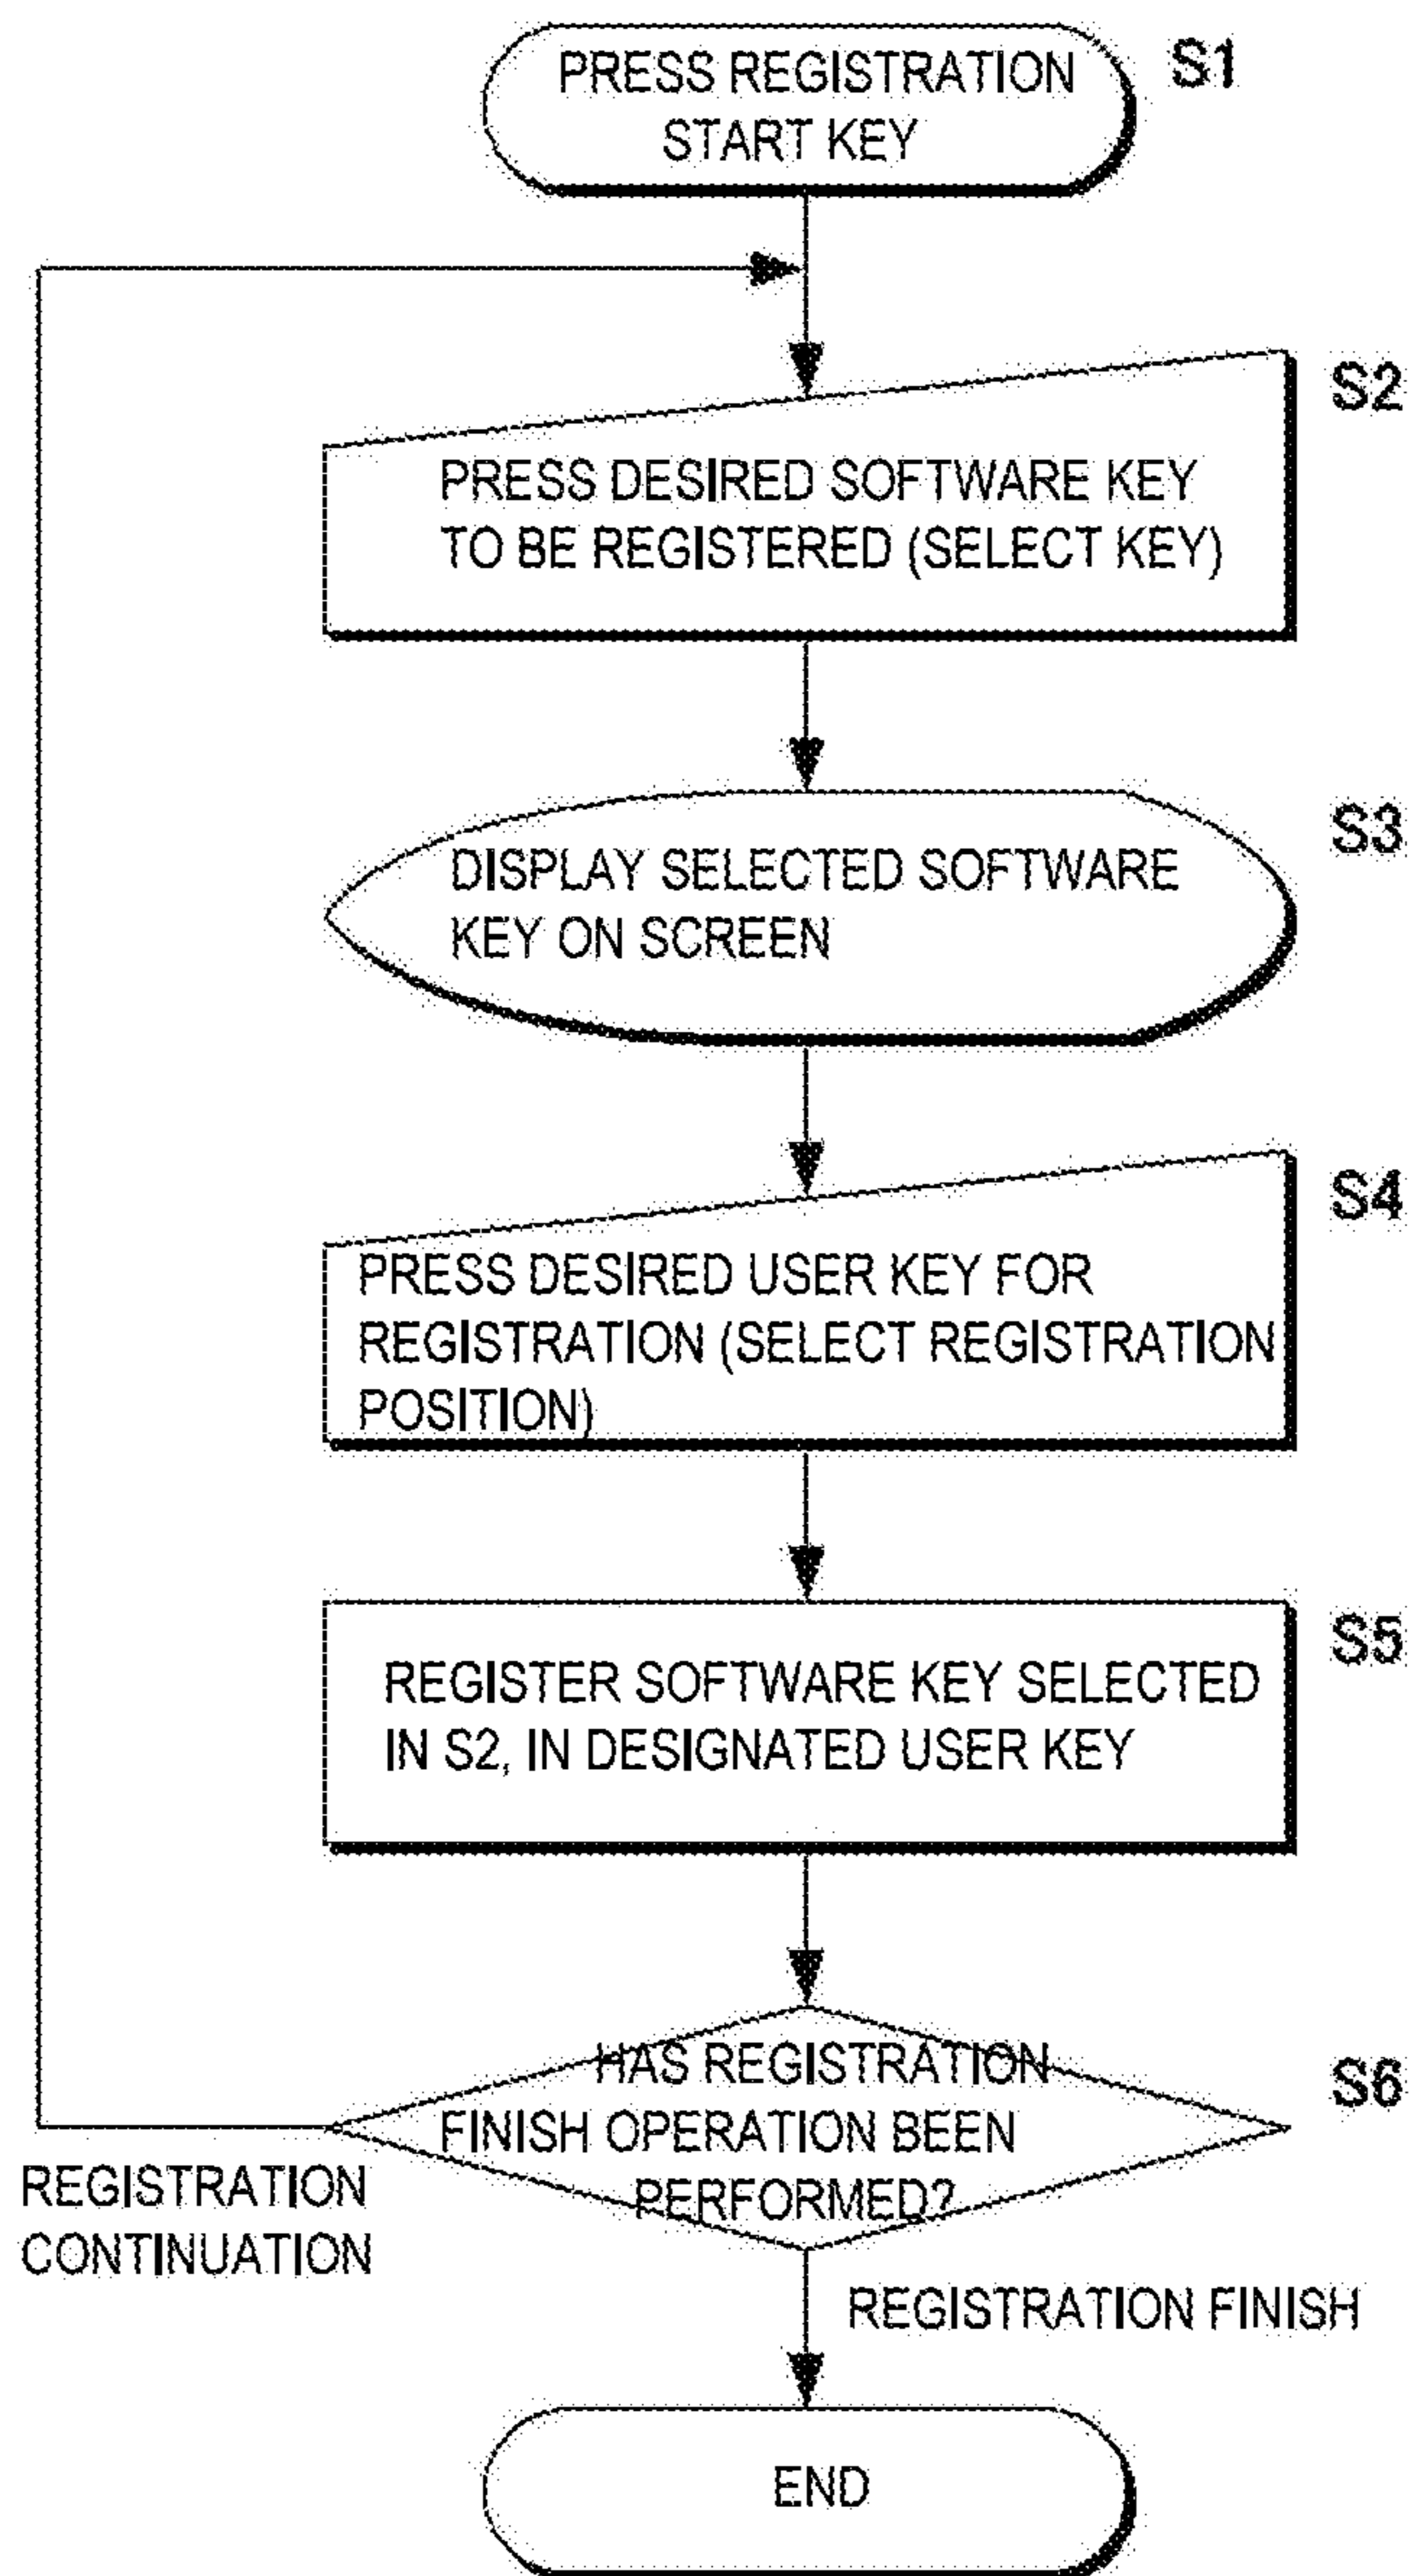 PRESS REGISTRATION
START KEY
S1
S2
PRESS DESIRED SOFTWARE KEY
TO BE REGISTERED (SELECT KEY)
S3
DISPLAY SELECTED SOFTWARE
KEY ON SCREEN
S4
PRESS DESIRED USER KEY FOR
REGISTRATION (SELECT REGISTRATION
POSITION)
S5
REGISTER SOFTWARE KEY SELECTED
IN S2, IN DESIGNATED USER KEY
HAS REGISTRATION
FINISH OPERATION BEEN
PERFORMED?
S6
REGISTRATION
CONTINUATION
REGISTRATION FINISH
END